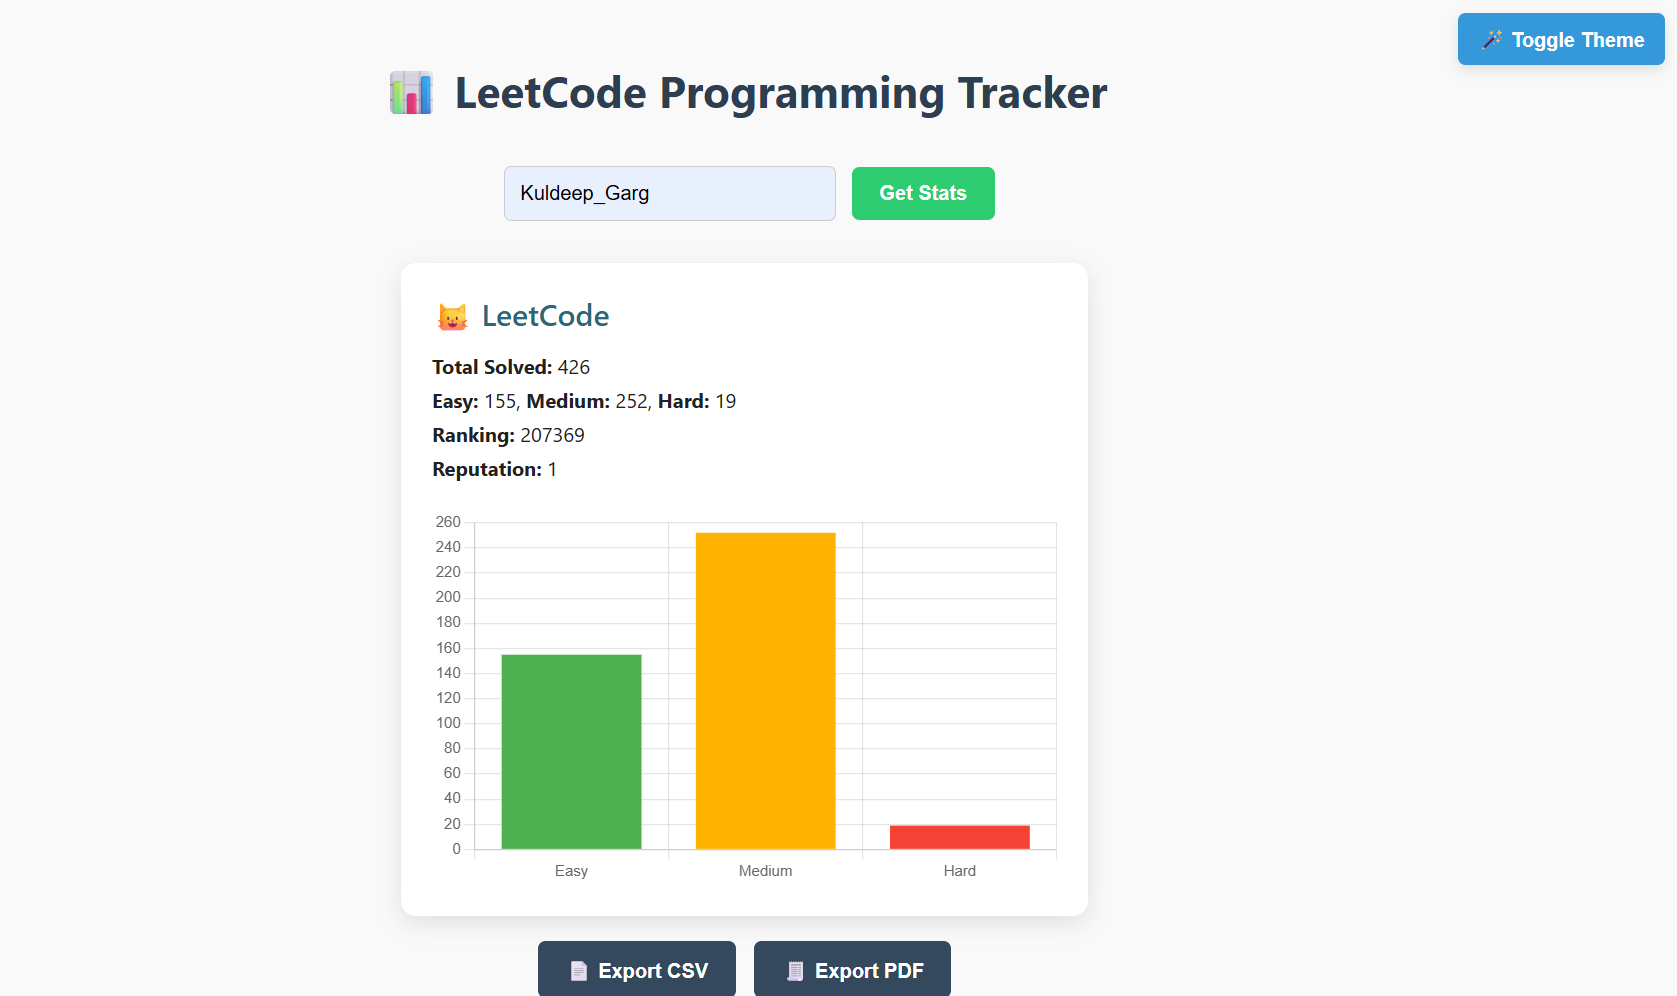 Toggle Theme
LeetCode Programming Tracker
Kuldeep_Garg
Get Stats
LeetCode
Total Solved: 426
Easy: 155, Medium: 252, Hard: 19
Ranking: 207369
Reputation: 1
260
240
220
200
180
160
140
120
100
80
60
40
20
0
Easy Medium Hard
Export CSV Export PDF